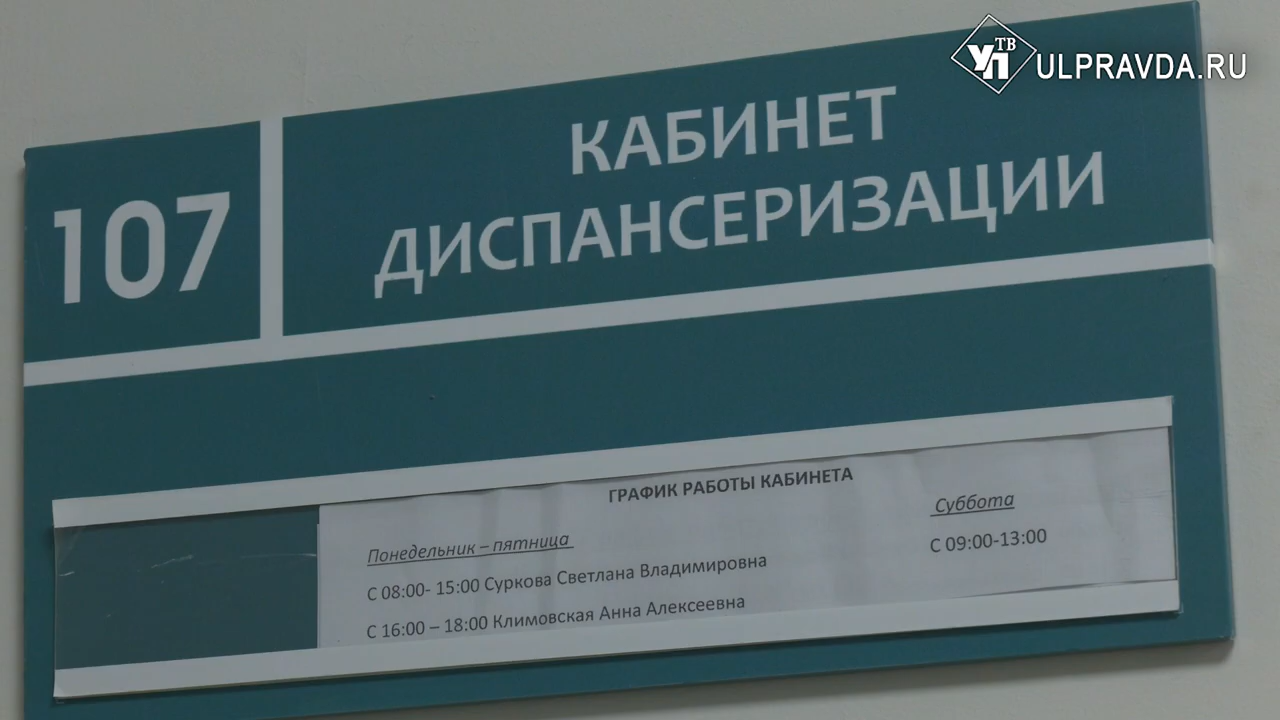 УП ТВ ULPRAVDA.RU
107
КАБИНЕТ
ДИСПАНСЕРИЗАЦИИ
ГРАФИК РАБОТЫ КАБИНЕТА
Понедельник – пятница
С 08:00- 15:00 Суркова Светлана Владимировна
С 16:00 – 18:00 Климовская Анна Алексеевна
Суббота
С 09:00-13:00